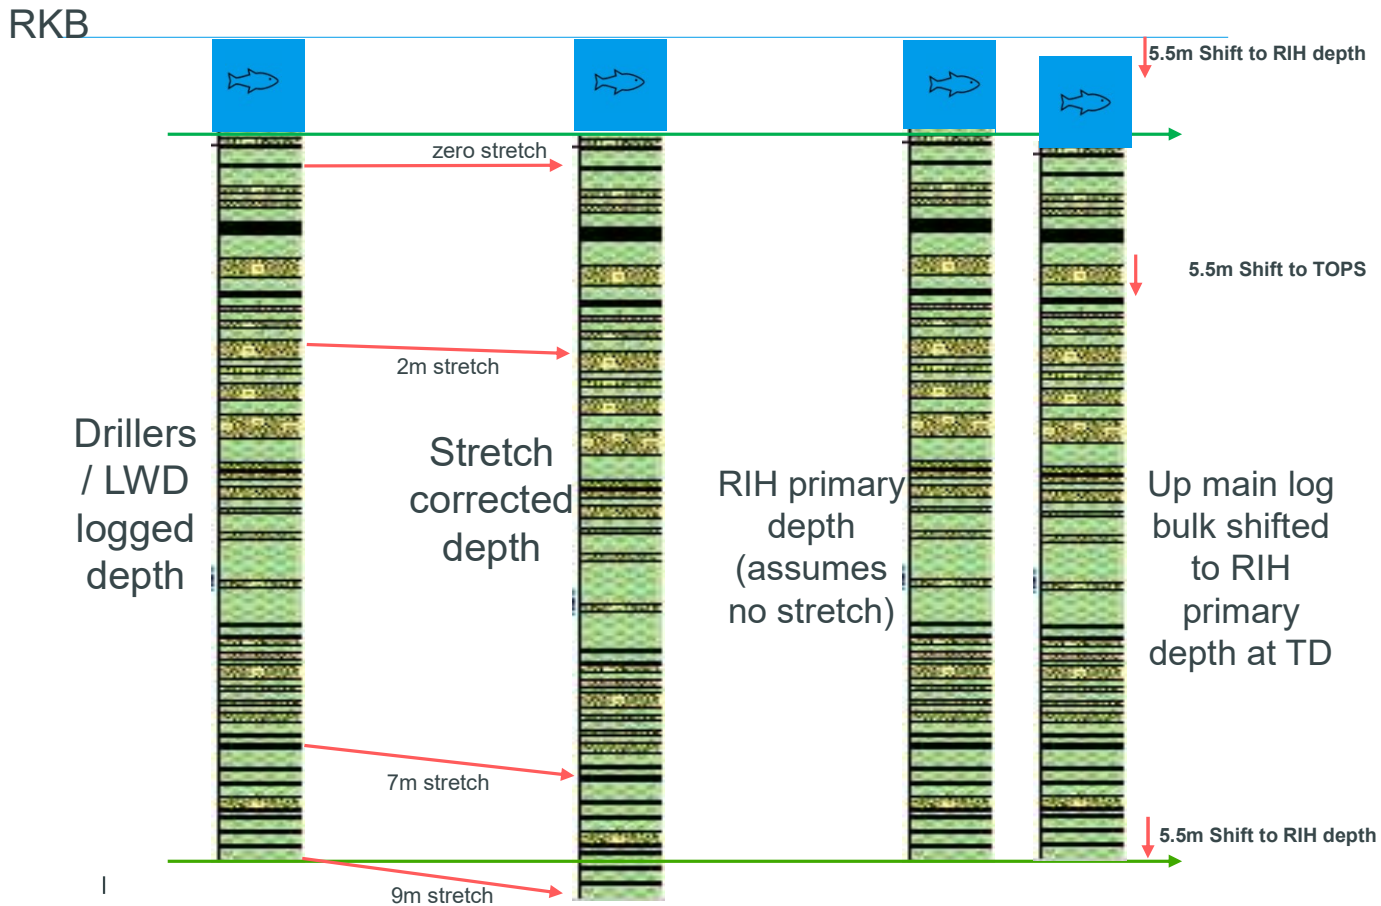 RKB
5.5m Shift to RIH depth
zero stretch
5.5m Shift to TOPS
2m stretch
Drillers
/ LWD
logged
depth
Stretch
corrected
depth
RIH primary
depth
(assumes
no stretch)
Up main log
bulk shifted
to RIH
primary
depth at TD
7m stretch
5.5m Shift to RIH depth
9m stretch
l